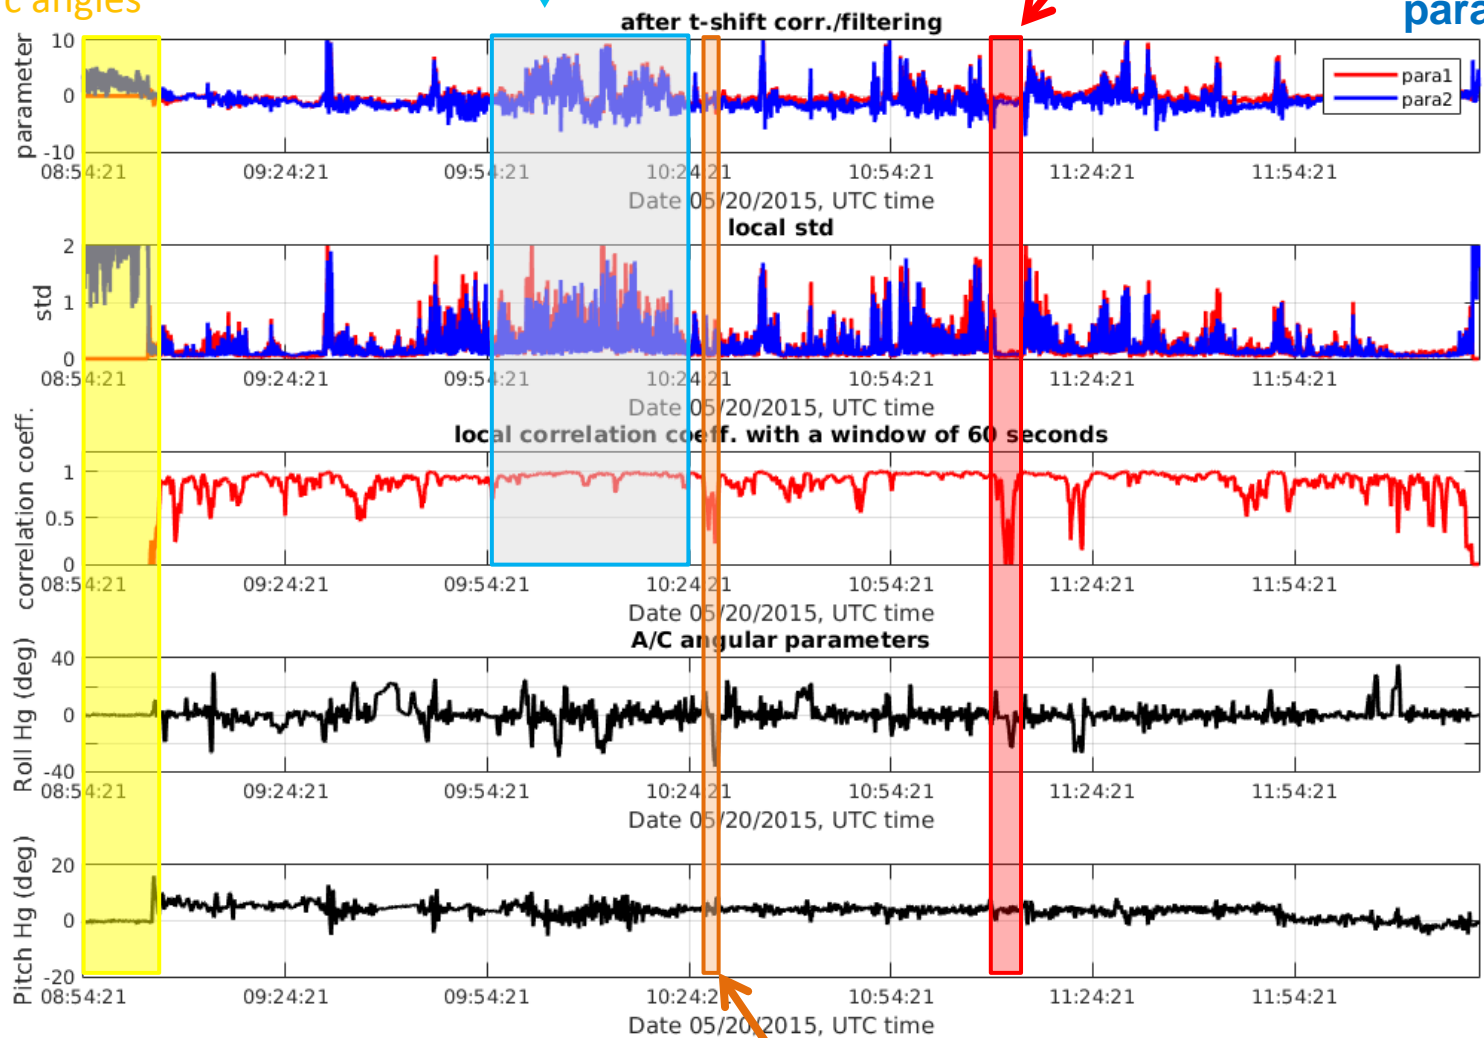 c angles
para
after t-shift corr./filtering
parameter
10
0
-10
para1
para2
08:54:21 09:24:21 09:54:21 10:24:21 10:54:21 11:24:21 11:54:21
Date 05/20/2015, UTC time
local std
std
2
1
0
08:54:21 09:24:21 09:54:21 10:24:21 10:54:21 11:24:21 11:54:21
Date 05/20/2015, UTC time
local correlation coeff. with a window of 60 seconds
correlation coeff.
1
0.5
0
08:54:21 09:24:21 09:54:21 10:24:21 10:54:21 11:24:21 11:54:21
Date 05/20/2015, UTC time
A/C angular parameters
Roll Hg (deg)
40
0
-40
08:54:21 09:24:21 09:54:21 10:24:21 10:54:21 11:24:21 11:54:21
Date 05/20/2015, UTC time
Pitch Hg (deg)
20
0
-20
08:54:21 09:24:21 09:54:21 10:24:21 10:54:21 11:24:21 11:54:21
Date 05/20/2015, UTC time